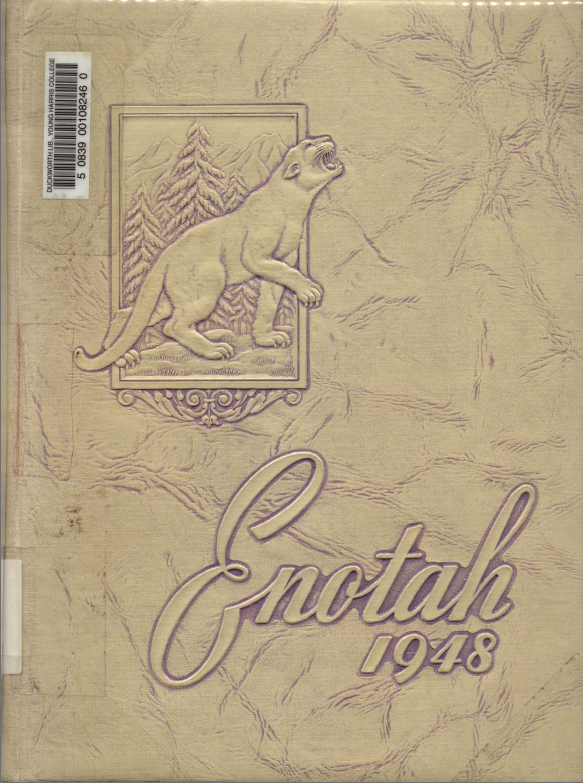 DUCKWORTH LIB., YOUNG HARRIS COLLEGE
5 0839 00108246 0
Enotah
1948